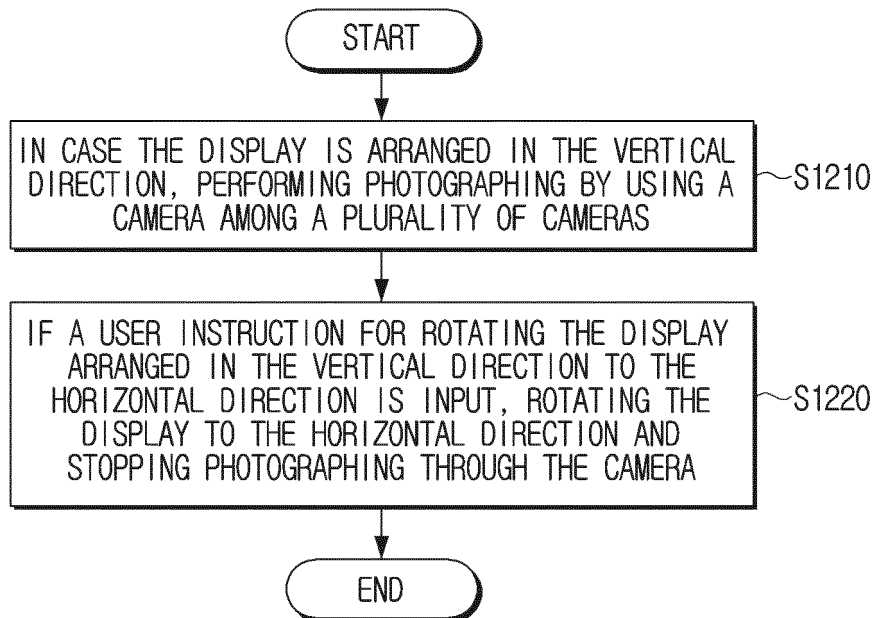 START
IN CASE THE DISPLAY IS ARRANGED IN THE VERTICAL
DIRECTION, PERFORMING PHOTOGRAPHING BY USING A
CAMERA AMONG A PLURALITY OF CAMERAS
S1210
IF A USER INSTRUCTION FOR ROTATING THE DISPLAY
ARRANGED IN THE VERTICAL DIRECTION TO THE
HORIZONTAL DIRECTION IS INPUT, ROTATING THE
DISPLAY TO THE HORIZONTAL DIRECTION AND
STOPPING PHOTOGRAPHING THROUGH THE CAMERA
S1220
END